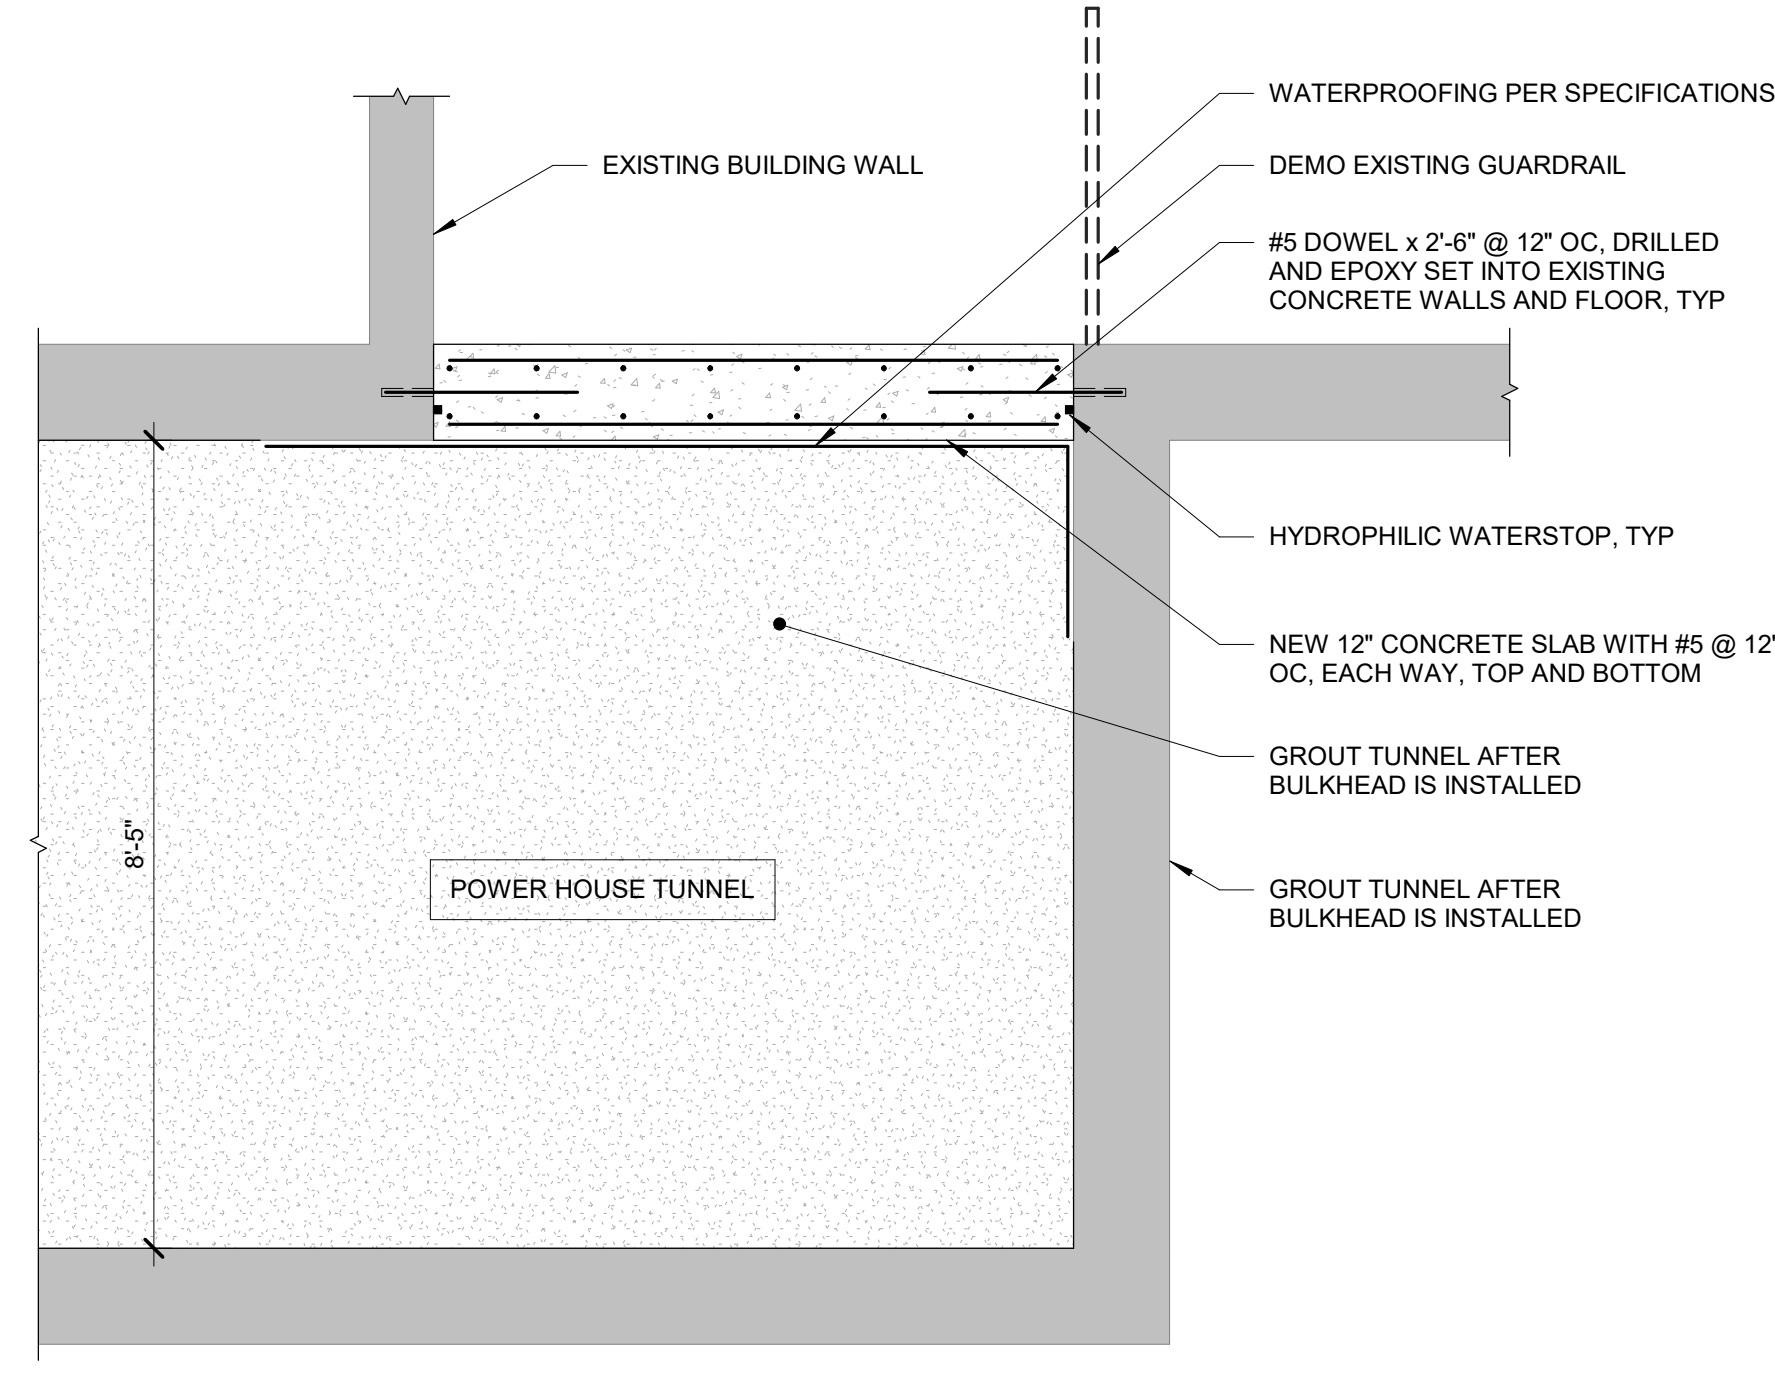 WATERPROOFING PER SPECIFICATIONS
EXISTING BUILDING WALL
DEMO EXISTING GUARDRAIL
#5 DOWEL x 2'-6" @ 12" OC, DRILLED
AND EPOXY SET INTO EXISTING
CONCRETE WALLS AND FLOOR, TYP
HYDROPHILIC WATERSTOP, TYP
NEW 12" CONCRETE SLAB WITH #5 @ 12'
OC, EACH WAY, TOP AND BOTTOM
GROUT TUNNEL AFTER
BULKHEAD IS INSTALLED
8'-5"
POWER HOUSE TUNNEL
GROUT TUNNEL AFTER
BULKHEAD IS INSTALLED